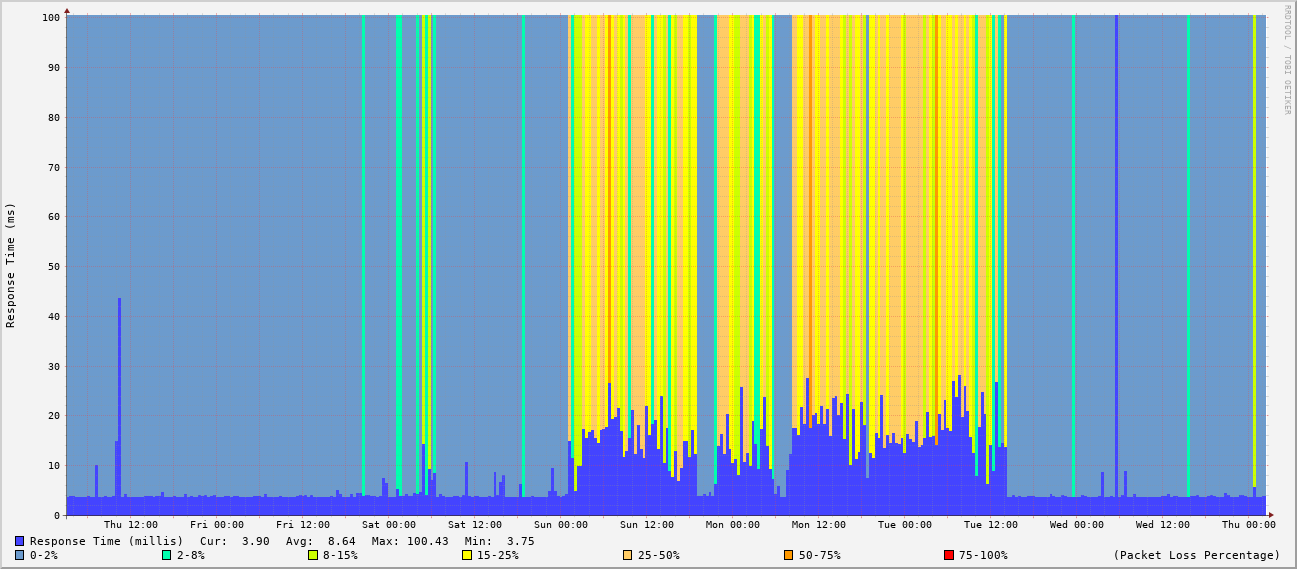 100
90
80
70
60
50
40
30
20
10
0
Response Time (ms)
RRDTOOL / TOBI OETIKER
Thu 12:00 Fri 00:00 Fri 12:00 Sat 00:00 Sat 12:00 Sun 00:00 Sun 12:00 Mon 00:00 Mon 12:00 Tue 00:00 Tue 12:00 Wed 00:00 Wed 12:00 Thu 00:00
Response Time (millis) Cur: 3.90 Avg: 8.64 Max: 100.43 Min: 3.75
0-2% 2-8% 8-15% 15-25% 25-50% 50-75% 75-100% (Packet Loss Percentage)